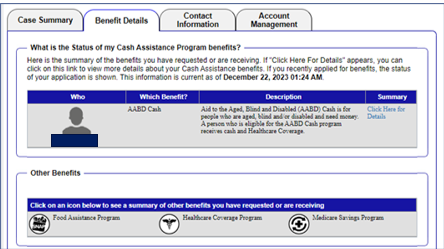 Case Summary
Benefit Details
Contact
Information
Account
Management
What is the Status of my Cash Assistance Program benefits?
Here is the summary of the benefits you have requested or are receiving. If "Click Here For Details" appears, you can
click on this link to view more details about your Cash Assistance benefits. If you recently applied for benefits, the status
of your application is shown. This information is current as of December 22, 2023 01:24 AM.
Who Which Benefit? Description Summary
AABD Cash Aid to the Aged, Blind and Disabled (AABD) Cash is for Click Here for
people who are aged, blind and/or disabled and need money. Details
A person who is eligible for the AABD Cash program
receives cash and Healthcare Coverage.
Other Benefits
Click on an icon below to see a summary of other benefits you have requested or are receiving
SNAP Food Assistance Program Healthcare Coverage Program Medicare Savings Program